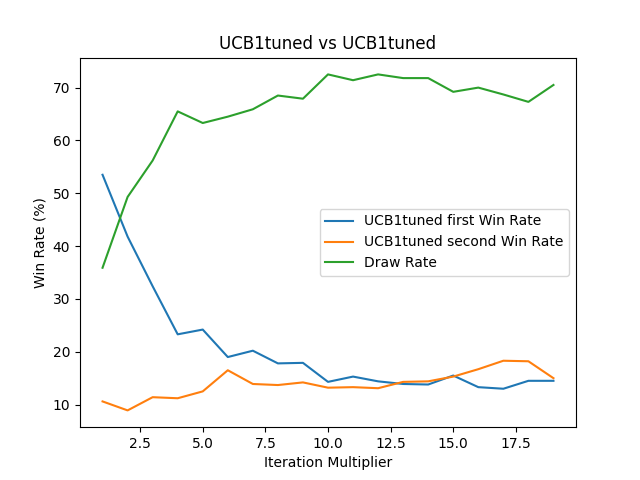 UCB1tuned vs UCB1tuned
Win Rate (%)
70
60
50
40
30
20
10
UCB1tuned first Win Rate
UCB1tuned second Win Rate
Draw Rate
2.5 5.0 7.5 10.0 12.5 15.0 17.5
Iteration Multiplier